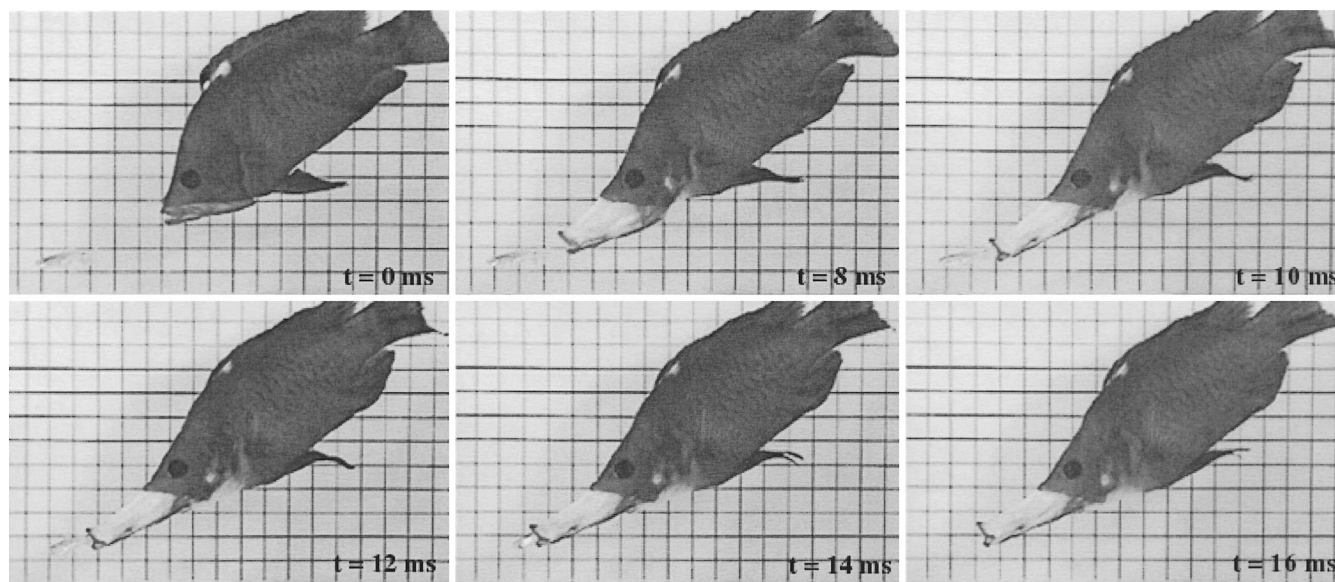 t = 0 ms
t = 8 ms
t = 10 ms
t = 12 ms
t = 14 ms
t = 16 ms